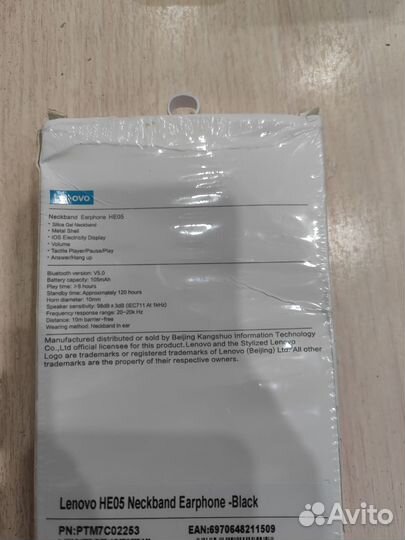 Lenovo
Neckband Earphone HE05
• Silica Gel Neckband
• Metal Shell
• IOS Electricity Display
• Volume
• Tactile Player/Pause/Play
• Answer/Hang up
Bluetooth version: V5.0
Battery capacity: 105mAh
Play time: >8 hours
Standby time: Approximately 120 hours
Horn diameter: 10mm
Speaker sensitivity: 98dB±3dB (IEC711 At 1kHz)
Frequency response range: 20~20k Hz
Distance: 10m barrier-free
Wearing method: Neckband in ear
Manufactured distributed or sold by Beijing Kangshuo Information Technology
Co.,Ltd official licensee for this product. Lenovo and the Stylized Lenovo
Logo are trademarks or registered trademarks of Lenovo (Beijing) Ltd. All other
trademarks are the property of their respective owners.
Lenovo HE05 Neckband Earphone -Black
PN:PTM7C02253 EAN:6970648211509
Avito